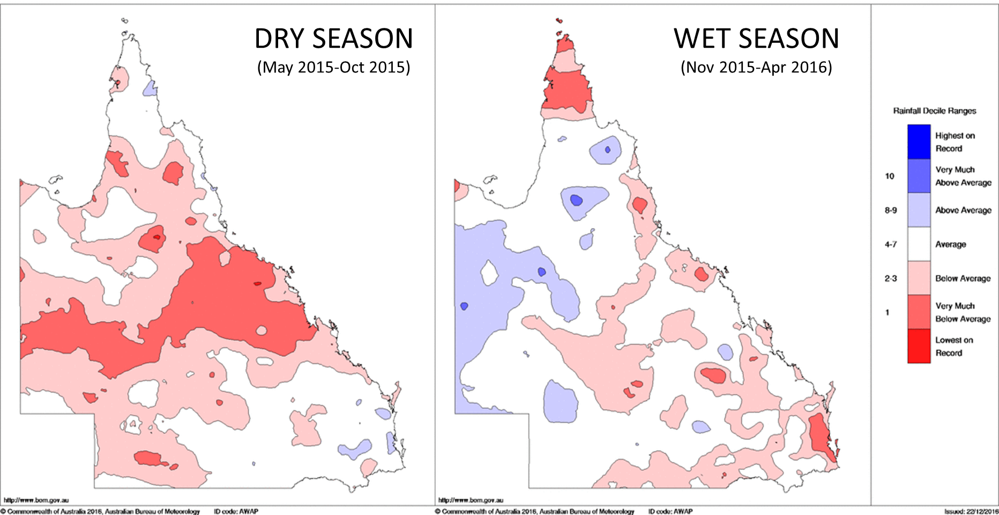 DRY SEASON
(May 2015-Oct 2015)
WET SEASON
(Nov 2015-Apr 2016)
Rainfall Decile Ranges
Highest on
Record
10
Very Much
Above Average
8-9
Above Average
4-7
Average
2-3
Below Average
1
Very Much
Below Average
Lowest on
Record
http://www.bom.gov.au
http://www.bom.gov.au
© Commonwealth of Australia 2016, Australian Bureau of Meteorology ID code: AWAP
© Commonwealth of Australia 2016, Australian Bureau of Meteorology ID code: AWAP
Issued: 22/12/2016